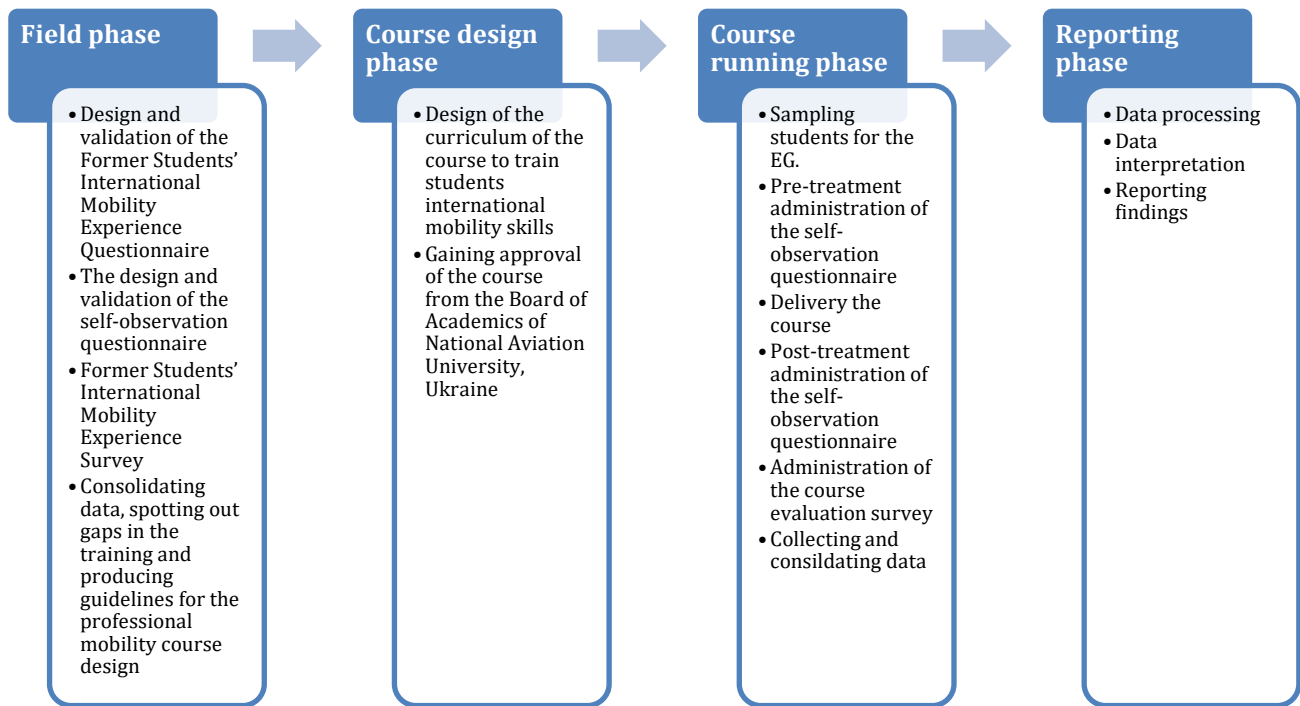 Field phase
• Design and
validation of the
Former Students’
International
Mobility
Experience
Questionnaire
• The design and
validation of the
self-observation
questionnaire
• Former Students’
International
Mobility
Experience
Survey
• Consolidating
data, spotting out
gaps in the
training and
producing
guidelines for the
professional
mobility course
design
Course design
phase
• Design of the
curriculum of the
course to train
students
international
mobility skills
• Gaining approval
of the course
from the Board of
Academics of
National Aviation
University,
Ukraine
Course
running phase
• Sampling
students for the
EG.
• Pre-treatment
administration of
the self-
observation
questionnaire
• Delivery the
course
• Post-treatment
administration of
the self-
observation
questionnaire
• Administration of
the course
evaluation survey
• Collecting and
consildating data
Reporting
phase
• Data processing
• Data
interpretation
• Reporting
findings